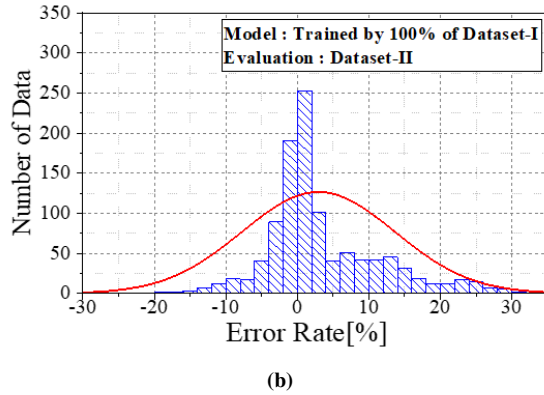 350
300
250
200
150
100
50
0
Number of Data
Model : Trained by 100% of Dataset-I
Evaluation : Dataset-II
-30 -20 -10 0 10 20 30
Error Rate[%]
(b)